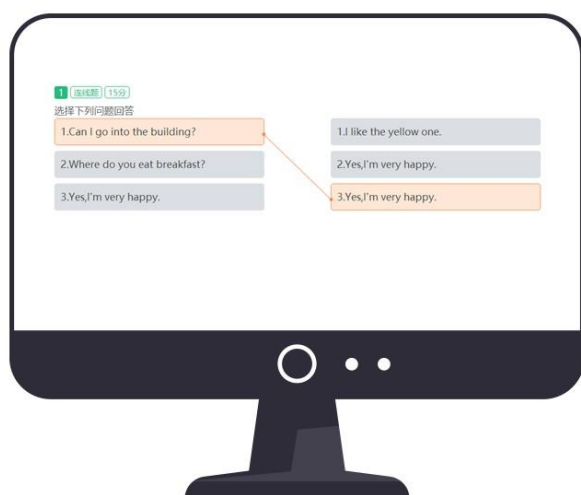 1 连线题 15分
选择下列问题回答
1.Can I go into the building?
1.I like the yellow one.
2.Where do you eat breakfast?
2.Yes,I'm very happy.
3.Yes,I'm very happy.
3.Yes,I'm very happy.